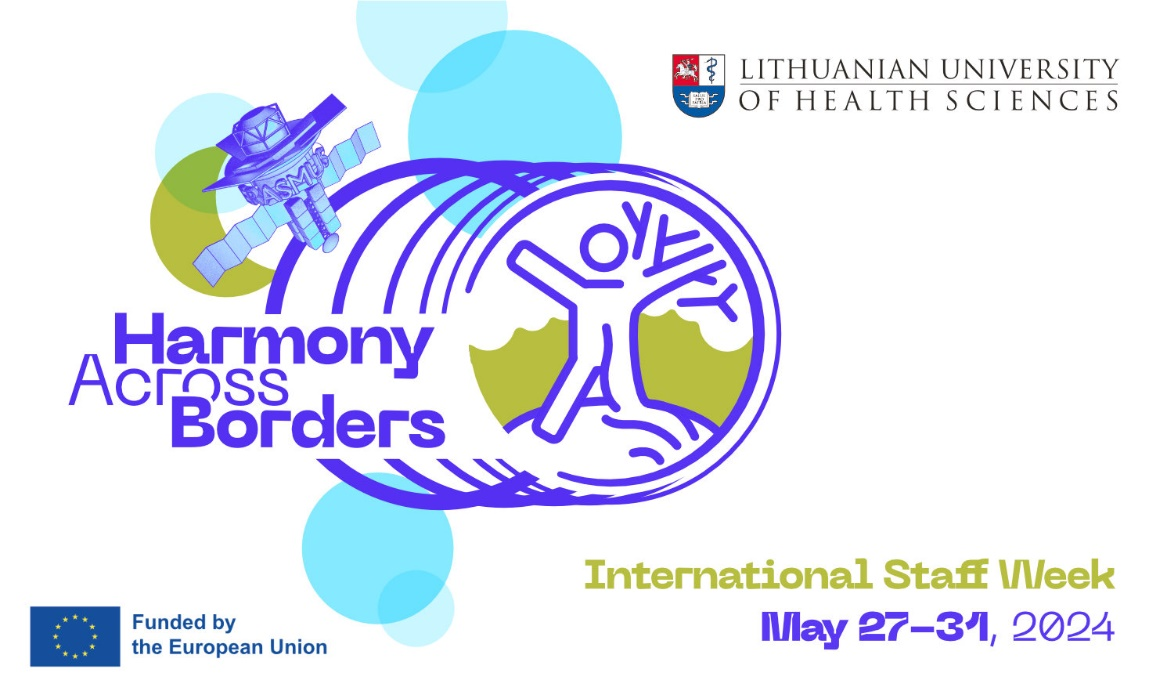 LITHUANIAN UNIVERSITY
OF HEALTH SCIENCES
Harmony
Across
Borders
International Staff Week
May 27–31, 2024
Funded by
the European Union